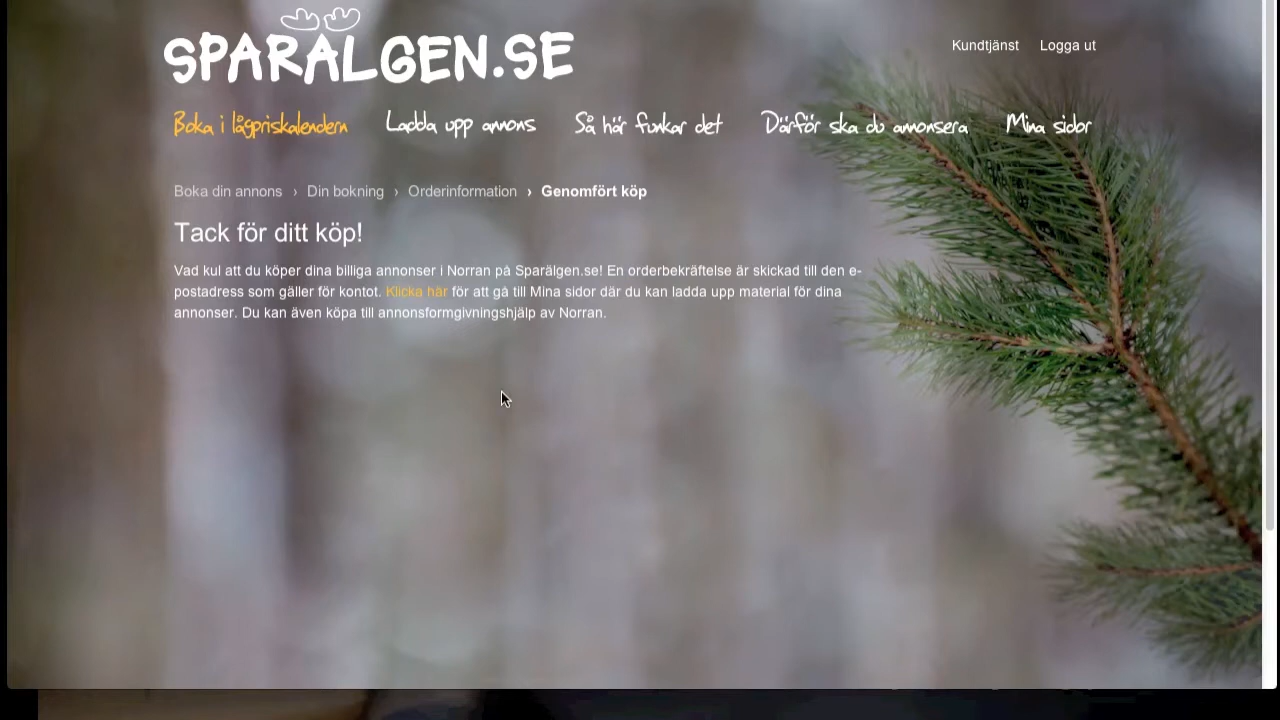 SPARÄLGEN.SE
Kundtjänst Logga ut
Boka i lågpriskalendern Ladda upp annons Så här funkar det Därför ska du annonsera Mina sidor
Boka din annons › Din bokning › Orderinformation › Genomfört köp
Tack för ditt köp!
Vad kul att du köper dina billiga annonser i Norran på Sparälgen.se! En orderbekräftelse är skickad till den e-
postadress som gäller för kontot. Klicka här för att gå till Mina sidor där du kan ladda upp material för dina
annonser. Du kan även köpa till annonsformgivningshjälp av Norran.